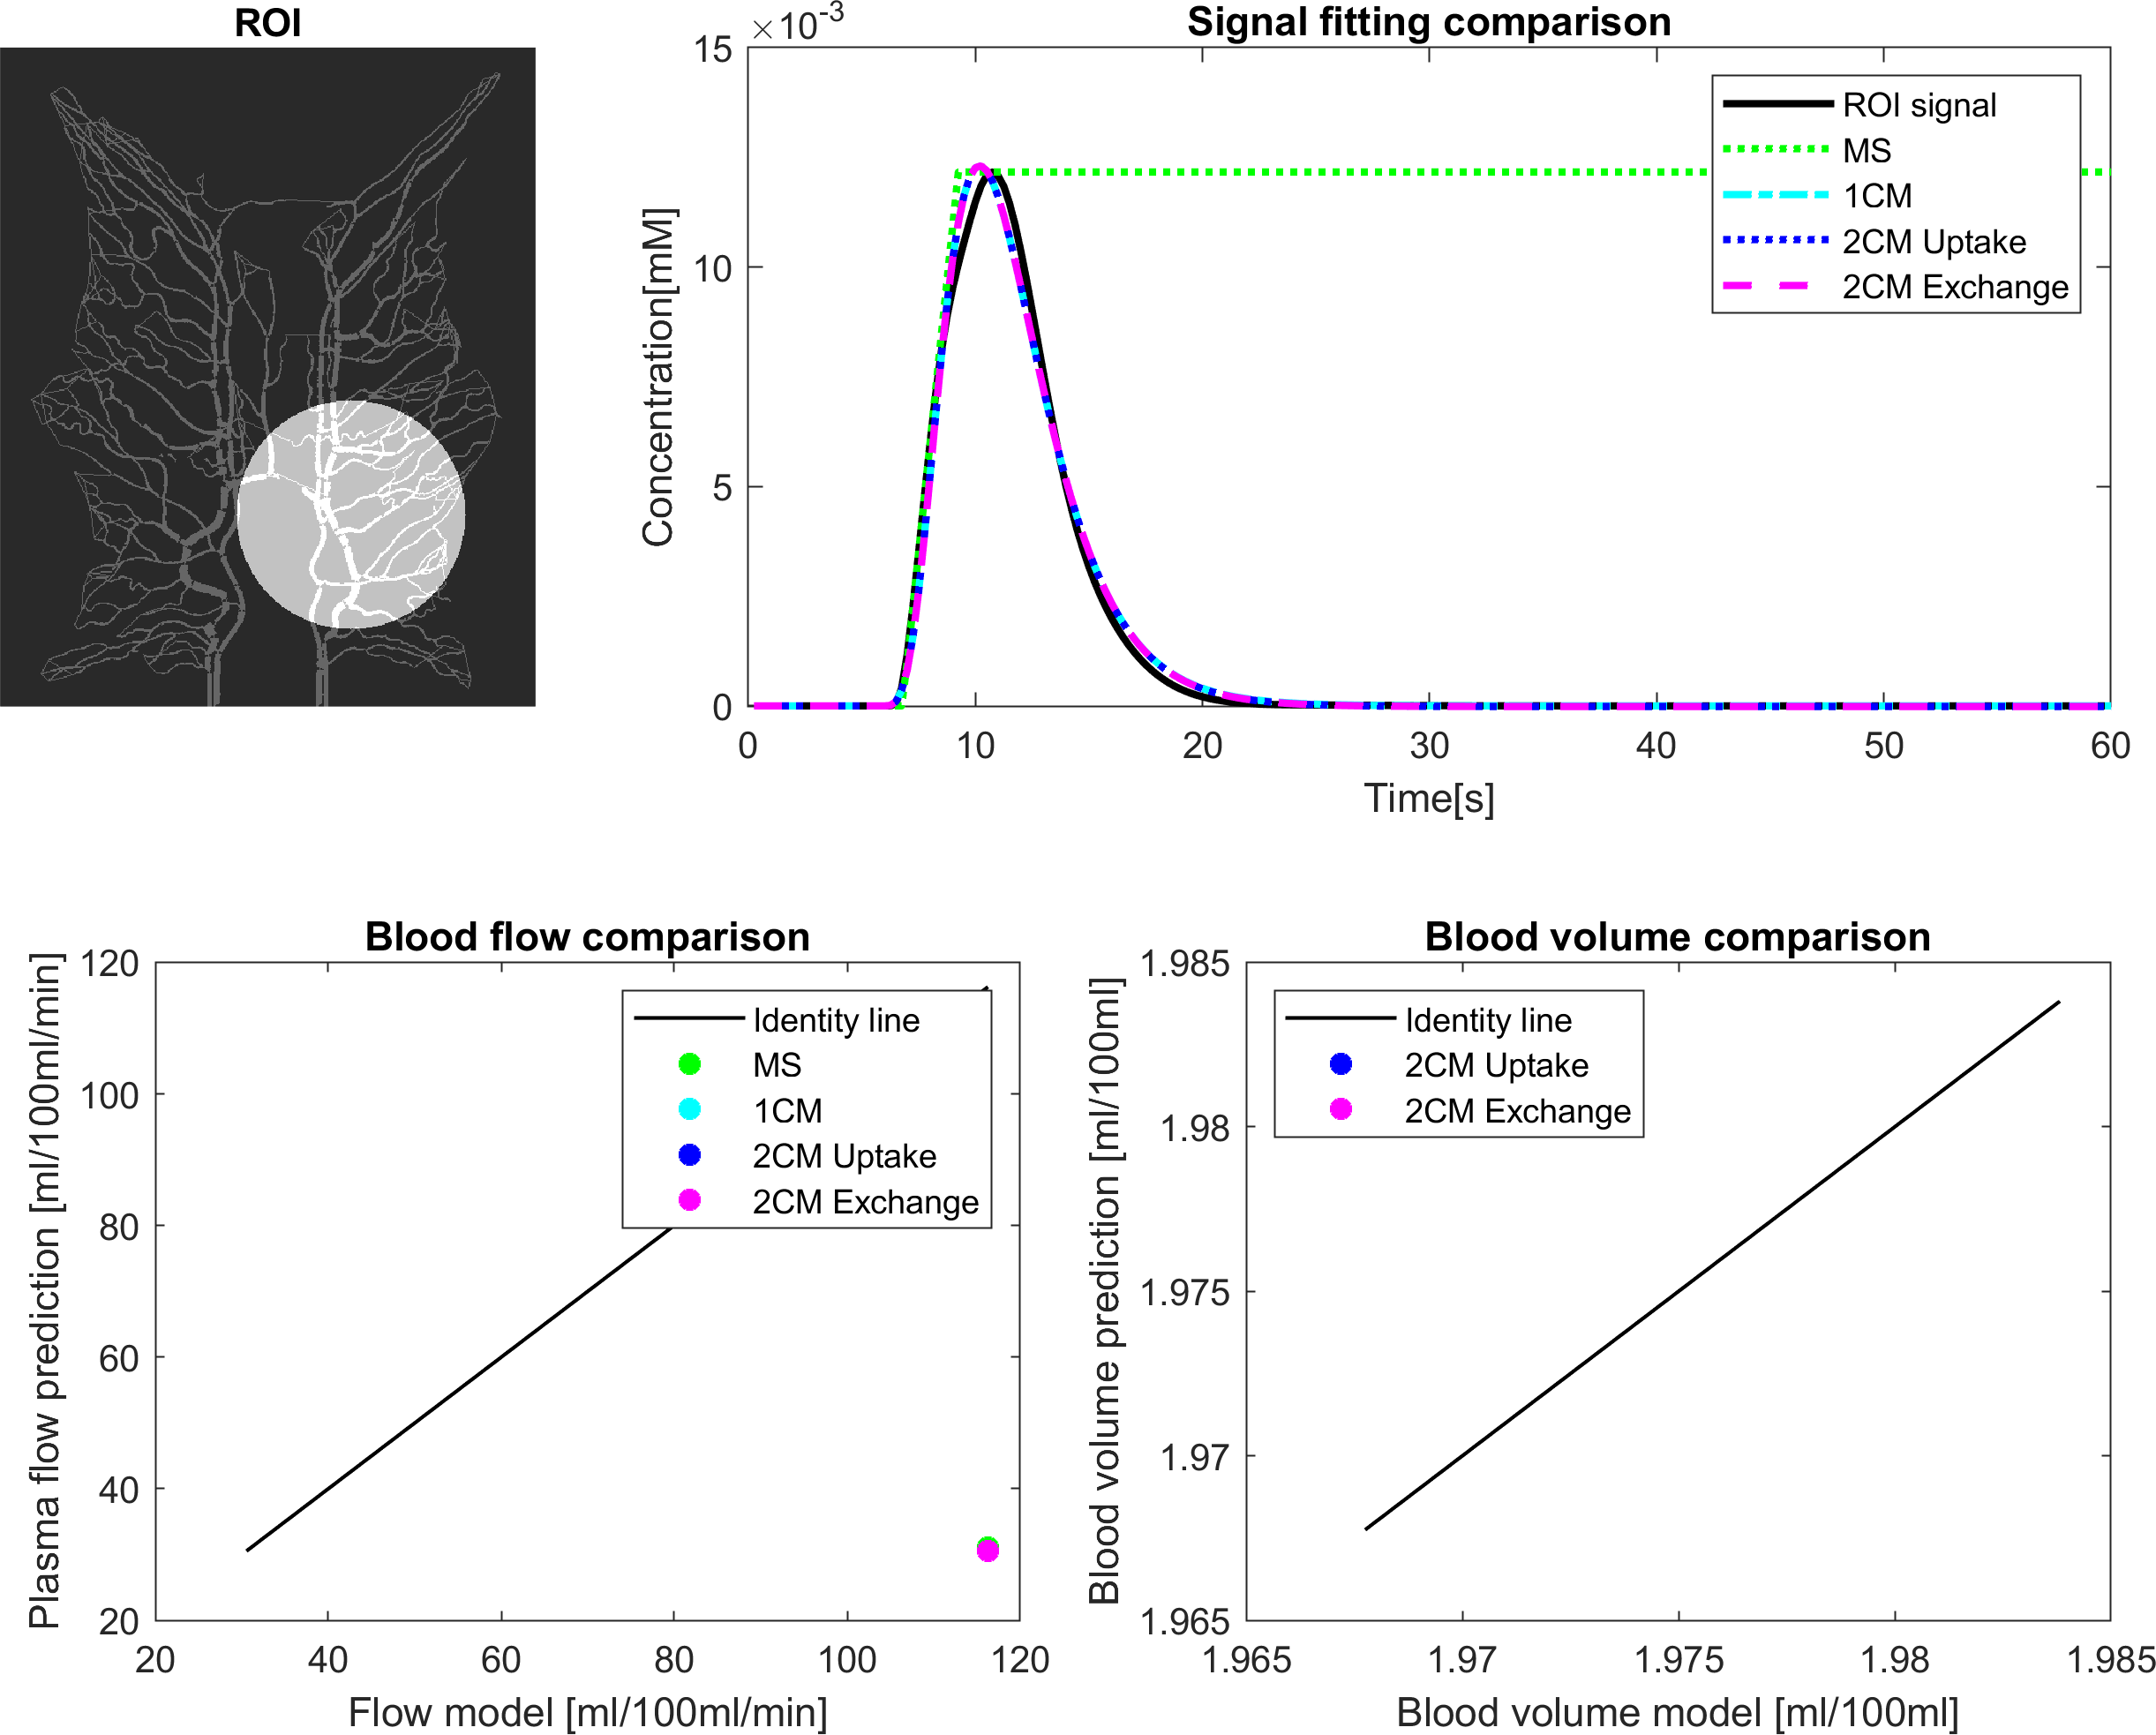 ROI
Signal fitting comparison
×10-3
15
10
5
0
Concentration[mM]
0 10 20 30 40 50 60
Time[s]
ROI signal
MS
1CM
2CM Uptake
2CM Exchange
Blood flow comparison
120
100
80
60
40
20
Plasma flow prediction [ml/100ml/min]
20 40 60 80 100 120
Flow model [ml/100ml/min]
Identity line
MS
1CM
2CM Uptake
2CM Exchange
Blood volume comparison
1.985
1.98
1.975
1.97
1.965
Blood volume prediction [ml/100ml]
1.965 1.97 1.975 1.98 1.985
Blood volume model [ml/100ml]
Identity line
2CM Uptake
2CM Exchange